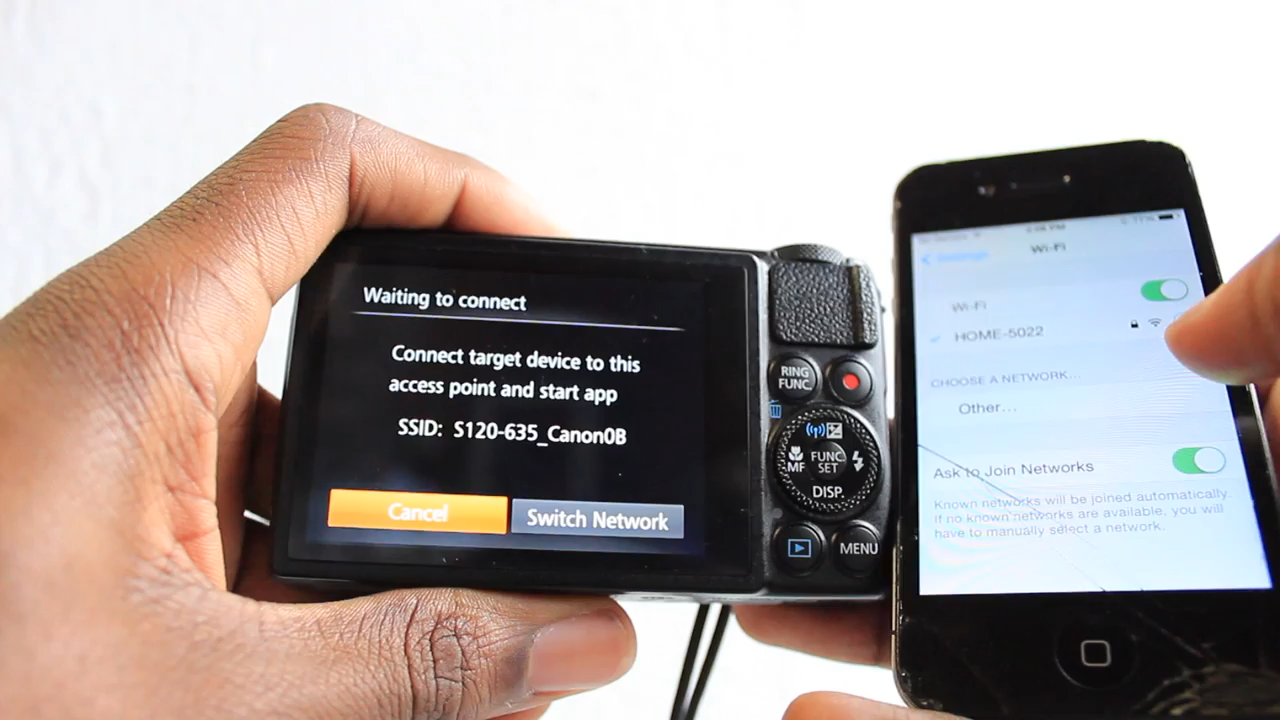 Waiting to connect
Connect target device to this
access point and start app
SSID: S120-635_Canon0B
Cancel
Switch Network
RING
FUNC.
MF
FUNC.
SET
DISP.
MENU
Wi-Fi
Wi-Fi
HOME-5022
CHOOSE A NETWORK...
Other...
Ask to Join Networks
Known networks will be joined automatically.
If no known networks are available, you will
have to manually select a network.